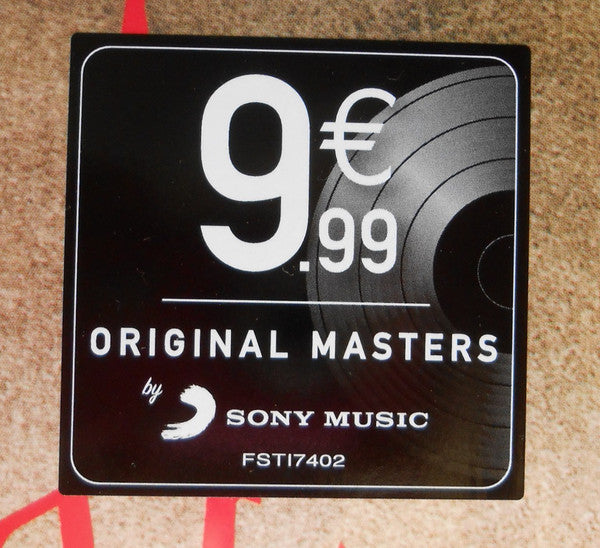 9€.99
ORIGINAL MASTERS
by SONY MUSIC
FSTI7402